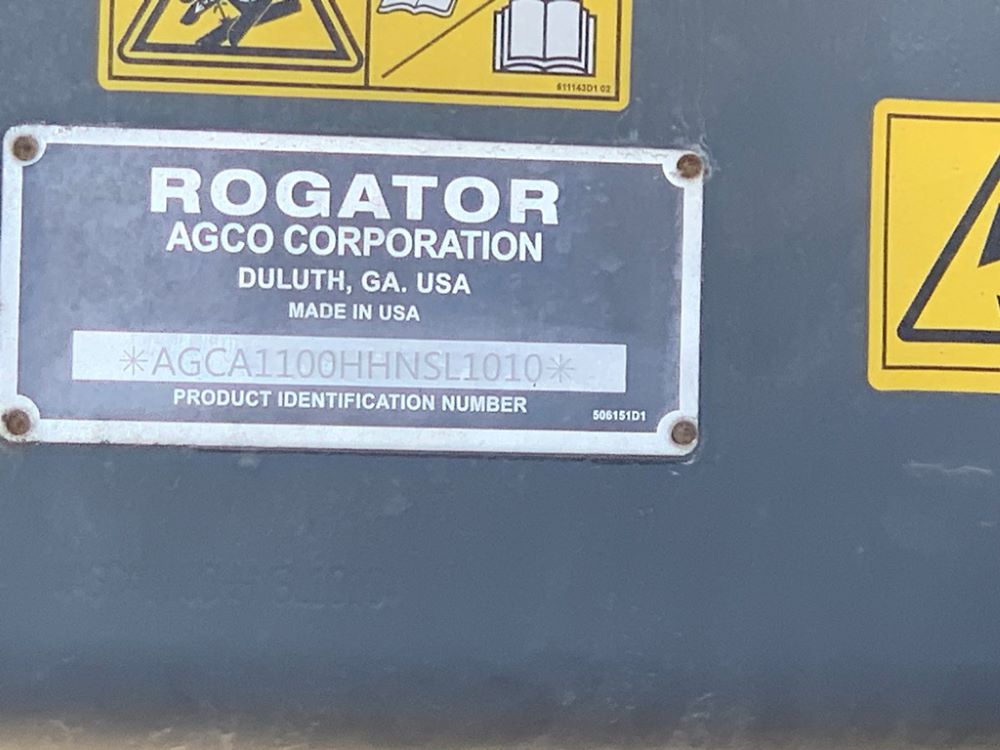 611143D1 02
ROGATOR
AGCO CORPORATION
DULUTH, GA. USA
MADE IN USA
*AGCA1100HHNSL1010*
PRODUCT IDENTIFICATION NUMBER
506151D1